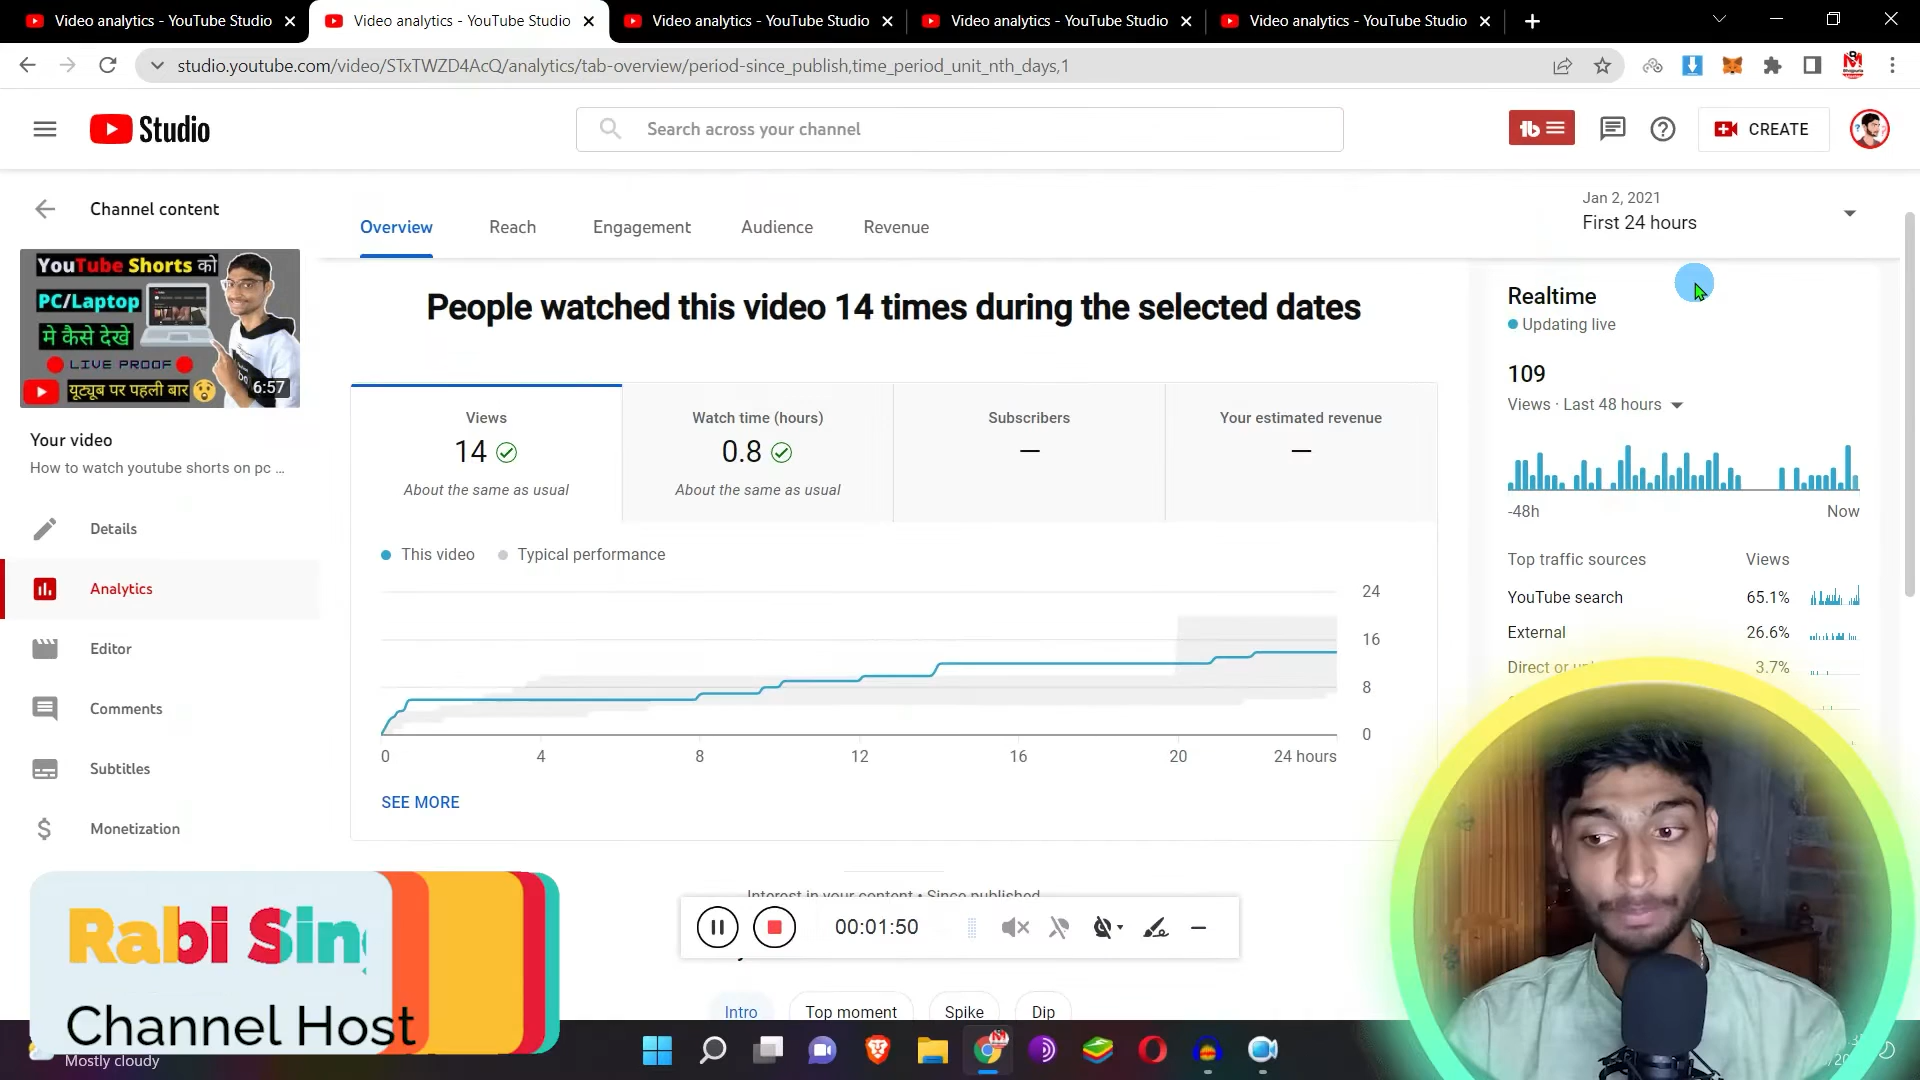 Video analytics - YouTube Studio
Video analytics - YouTube Studio
Video analytics - YouTube Studio
Video analytics - YouTube Studio
Video analytics - YouTube Studio
studio.youtube.com/video/STxTWZD4AcQ/analytics/tab-overview/period-since_publish,time_period_unit_nth_days,1
Studio
Search across your channel
CREATE
Channel content
Overview
Reach
Engagement
Audience
Revenue
Jan 2, 2021
First 24 hours
YouTube Shorts को
PC/Laptop
मे कैसे देखे
LIVE PROOF
यूट्यूब पर पहली बार
6:57
Your video
How to watch youtube shorts on pc ...
Details
Analytics
Editor
Comments
Subtitles
Monetization
People watched this video 14 times during the selected dates
Views
14
About the same as usual
Watch time (hours)
0.8
About the same as usual
Subscribers
—
Your estimated revenue
—
This video
Typical performance
24
16
8
0
0 4 8 12 16 20 24 hours
SEE MORE
Realtime
Updating live
109
Views · Last 48 hours
-48h
Now
Top traffic sources Views
YouTube search 65.1%
External 26.6%
Direct or 3.7%
Interest in your content • Since published
00:01:50
Intro
Top moment
Spike
Dip
Rabi Sin
Channel Host
Mostly cloudy